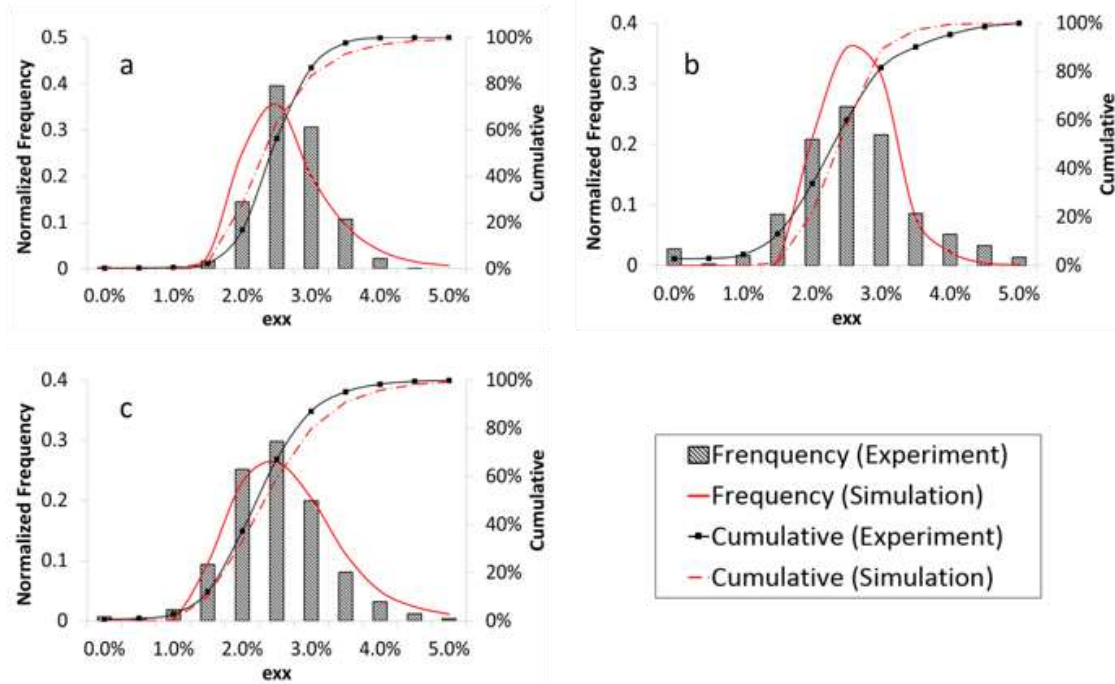 a
Normalized Frequency
0.5
0.4
0.3
0.2
0.1
0
100%
80%
60%
40%
20%
0%
Cumulative
0.0% 1.0% 2.0% 3.0% 4.0% 5.0%
exx
b
Normalized Frequency
0.4
0.3
0.2
0.1
0
100%
80%
60%
40%
20%
0%
Cumulative
0.0% 1.0% 2.0% 3.0% 4.0% 5.0%
exx
c
Normalized Frequency
0.4
0.3
0.2
0.1
0
100%
80%
60%
40%
20%
0%
Cumulative
0.0% 1.0% 2.0% 3.0% 4.0% 5.0%
exx
Frenquency (Experiment)
Frequency (Simulation)
Cumulative (Experiment)
Cumulative (Simulation)